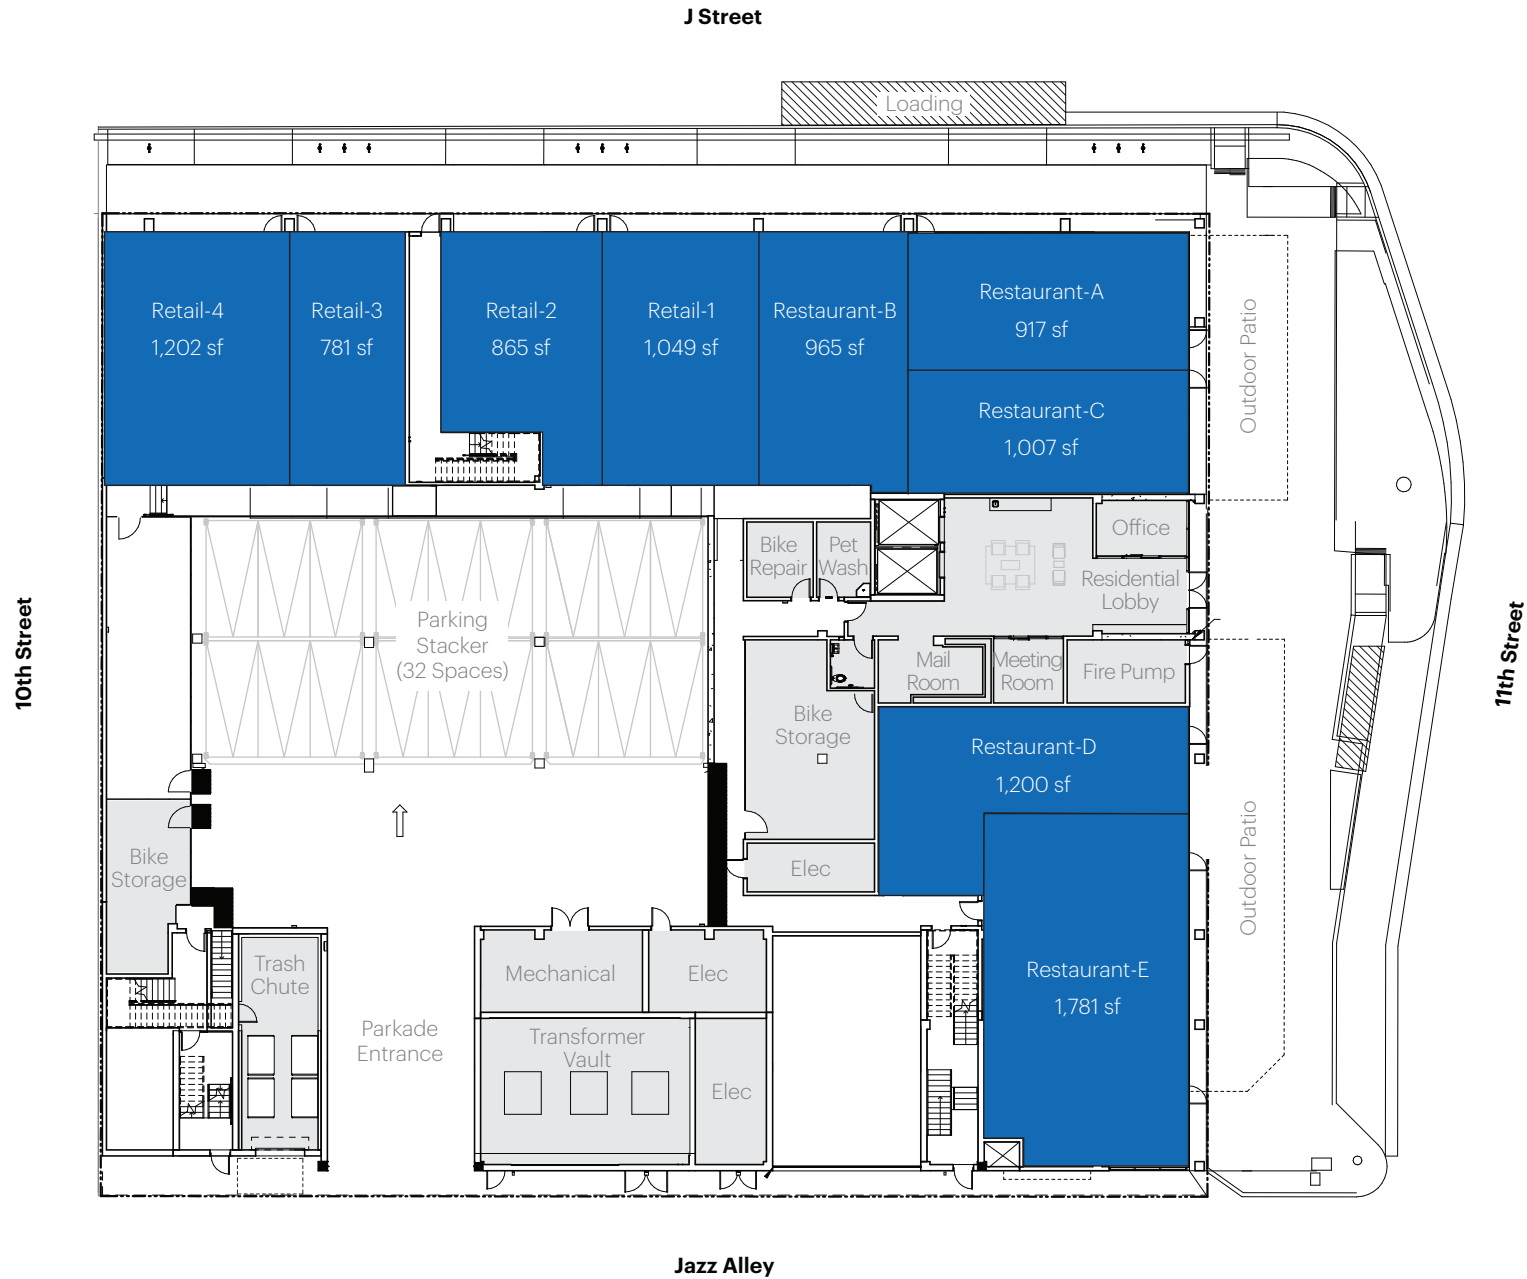 J Street
Loading
Retail-4
1,202 sf
Retail-3
781 sf
Retail-2
865 sf
Retail-1
1,049 sf
Restaurant-B
965 sf
Restaurant-A
917 sf
Restaurant-C
1,007 sf
Outdoor Patio
Parking
Stacker
(32 Spaces)
Bike
Repair
Pet
Wash
Office
Residential
Lobby
Mail
Room
Meeting
Room
Fire Pump
10th Street
11th Street
Bike
Storage
Restaurant-D
1,200 sf
Outdoor Patio
Bike
Storage
Elec
Restaurant-E
1,781 sf
Trash
Chute
Mechanical
Elec
Parkade
Entrance
Transformer
Vault
Elec
Jazz Alley